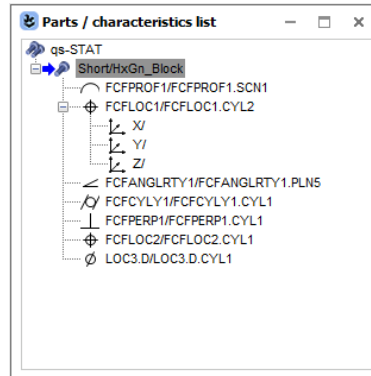 Parts / characteristics list
qs-STAT
Short/HxGn_Block
FCFPROF1/FCFPROF1.SCN1
FCFLOC1/FCFLOC1.CYL2
X/
Y/
Z/
FCFANGLRTY1/FCFANGLRTY1.PLN5
FCFCYLY1/FCFCYLY1.CYL1
FCFPERP1/FCFPERP1.CYL1
FCFLOC2/FCFLOC2.CYL1
LOC3.D/LOC3.D.CYL1